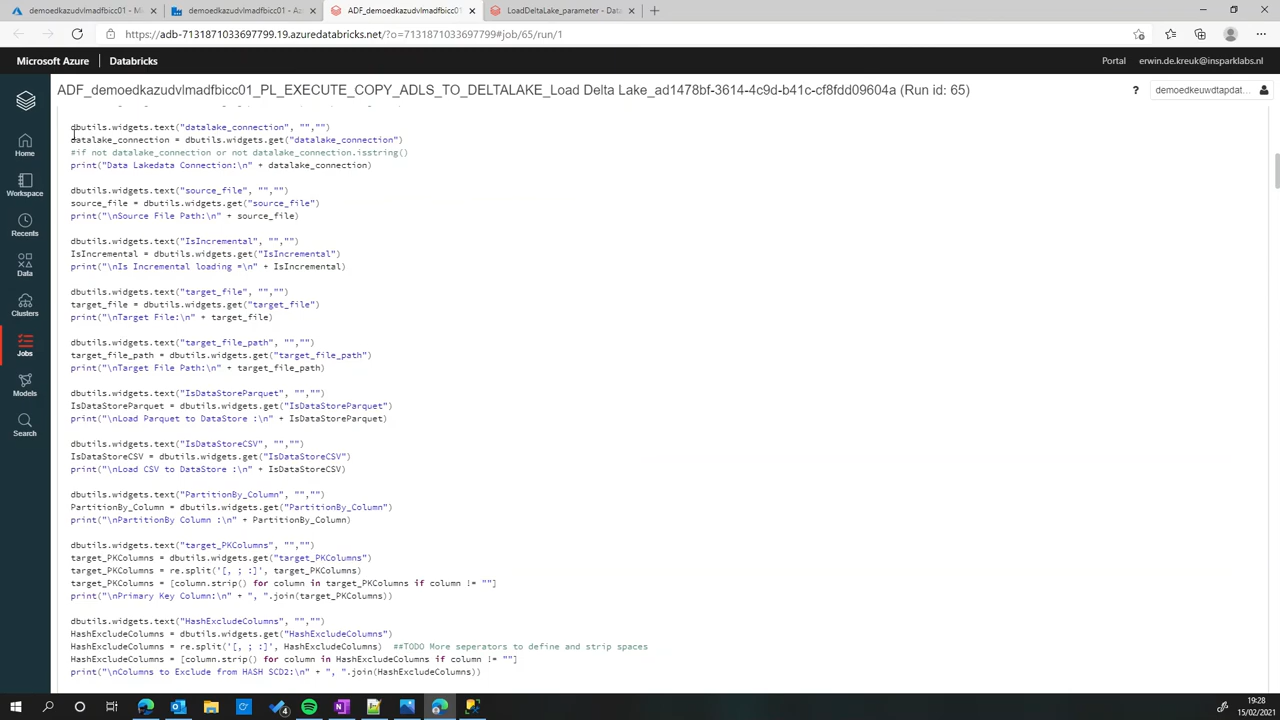 demoedkazudvlmadfbicc01 - Mi
demoedkazudvlmadfbicc01 - Az
ADF_demoedkazudvlmadfbicc01_P
LoadDeltaLake_parameter - Data
https://adb-7131871033697799.19.azuredatabricks.net/?o=7131871033697799#job/65/run/1
Microsoft Azure
Databricks
Portal
erwin.de.kreuk@insparklabs.nl
ADF_demoedkazudvlmadfbicc01_PL_EXECUTE_COPY_ADLS_TO_DELTALAKE_Load Delta Lake_ad1478bf-3614-4c9d-b41c-cf8fdd09604a (Run id: 65)
?
demoedkeuwdtapdat...
Home
Workspace
Recents
Data
Clusters
Jobs
Models
Search
dbutils.widgets.text("datalake_connection", "","")
datalake_connection = dbutils.widgets.get("datalake_connection")
#if not datalake_connection or not datalake_connection.isstring()
print("Data Lakedata Connection:\n" + datalake_connection)
dbutils.widgets.text("source_file", "","")
source_file = dbutils.widgets.get("source_file")
print("\nSource File Path:\n" + source_file)
dbutils.widgets.text("IsIncremental", "","")
IsIncremental = dbutils.widgets.get("IsIncremental")
print("\nIs Incremental loading =\n" + IsIncremental)
dbutils.widgets.text("target_file", "","")
target_file = dbutils.widgets.get("target_file")
print("\nTarget File:\n" + target_file)
dbutils.widgets.text("target_file_path", "","")
target_file_path = dbutils.widgets.get("target_file_path")
print("\nTarget File Path:\n" + target_file_path)
dbutils.widgets.text("IsDataStoreParquet", "","")
IsDataStoreParquet = dbutils.widgets.get("IsDataStoreParquet")
print("\nLoad Parquet to DataStore :\n" + IsDataStoreParquet)
dbutils.widgets.text("IsDataStoreCSV", "","")
IsDataStoreCSV = dbutils.widgets.get("IsDataStoreCSV")
print("\nLoad CSV to DataStore :\n" + IsDataStoreCSV)
dbutils.widgets.text("PartitionBy_Column", "","")
PartitionBy_Column = dbutils.widgets.get("PartitionBy_Column")
print("\nPartitionBy Column :\n" + PartitionBy_Column)
dbutils.widgets.text("target_PKColumns", "","")
target_PKColumns = dbutils.widgets.get("target_PKColumns")
target_PKColumns = re.split('[, ; :]', target_PKColumns)
target_PKColumns = [column.strip() for column in target_PKColumns if column != ""]
print("\nPrimary Key Column:\n" + ", ".join(target_PKColumns))
dbutils.widgets.text("HashExcludeColumns", "","")
HashExcludeColumns = dbutils.widgets.get("HashExcludeColumns")
HashExcludeColumns = re.split('[, ; :]', HashExcludeColumns)  ##TODO More seperators to define and strip spaces
HashExcludeColumns = [column.strip() for column in HashExcludeColumns if column != ""]
print("\nColumns to Exclude from HASH SCD2:\n" + ", ".join(HashExcludeColumns))
19:28
15/02/2021